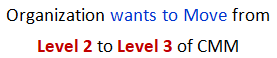 Organization wants to Move from
Level 2 to Level 3 of CMM